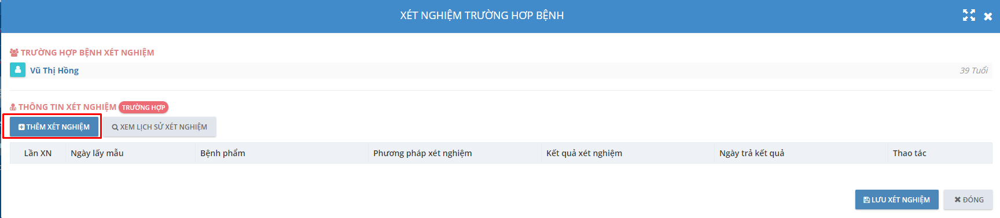 XÉT NGHIỆM TRƯỜNG HƠP BỆNH
TRƯỜNG HỢP BỆNH XÉT NGHIỆM
Vũ Thị Hồng 39 Tuổi
THÔNG TIN XÉT NGHIỆM TRƯỜNG HỢP
THÊM XÉT NGHIỆM XEM LỊCH SỬ XÉT NGHIỆM
Lần XN Ngày lấy mẫu Bệnh phẩm Phương pháp xét nghiệm Kết quả xét nghiệm Ngày trả kết quả Thao tác
LƯU XÉT NGHIỆM ĐÓNG